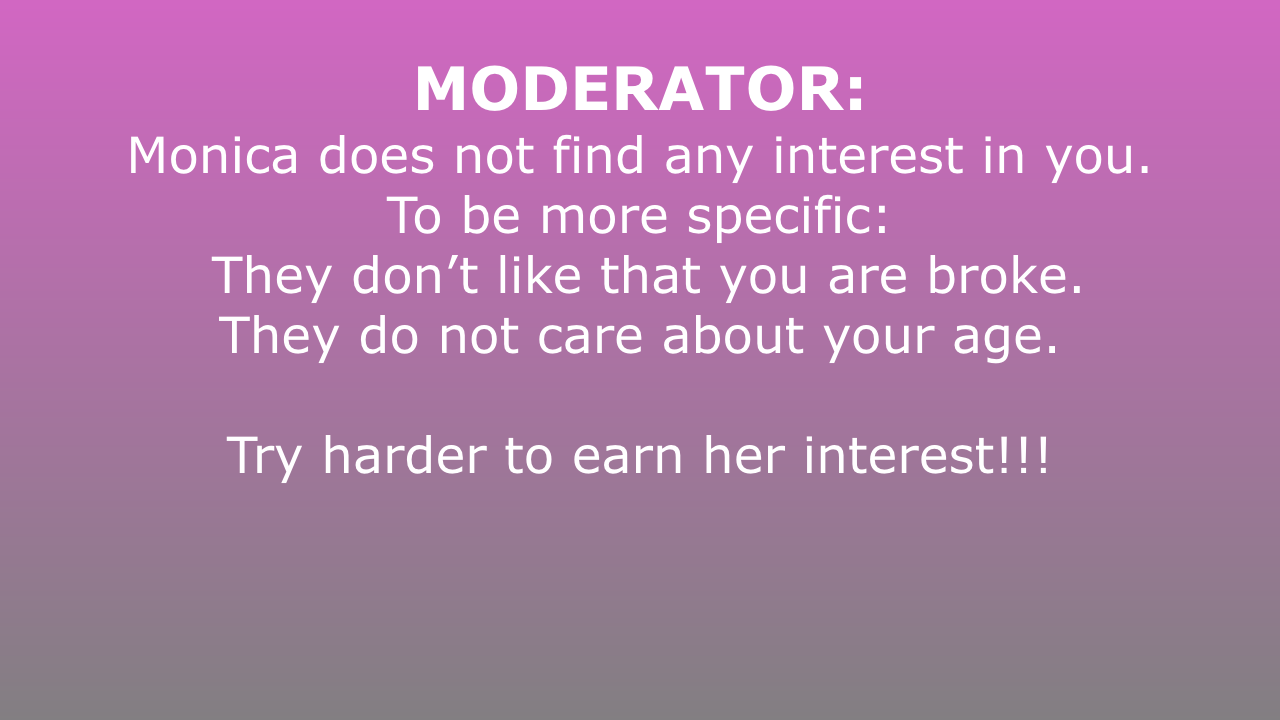 MODERATOR:
Monica does not find any interest in you.
To be more specific:
They don’t like that you are broke.
They do not care about your age.
Try harder to earn her interest!!!